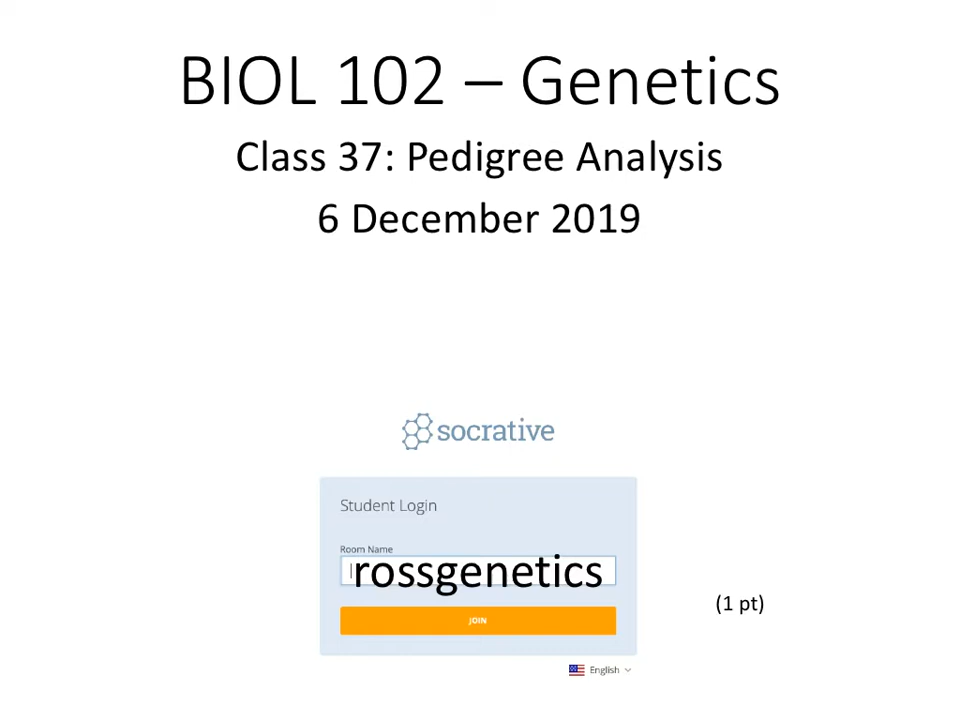 BIOL 102 – Genetics
Class 37: Pedigree Analysis
6 December 2019
socrative
Student Login
Room Name
rossgenetics
(1 pt)
JOIN
English